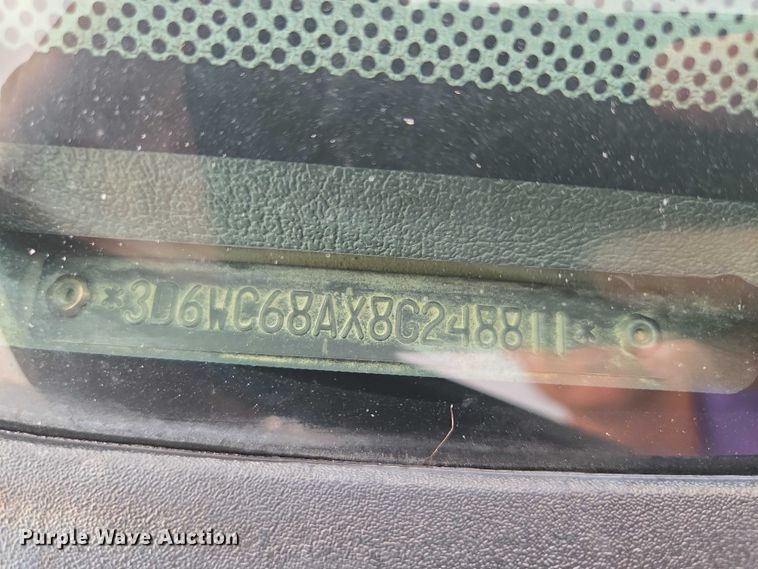 *3D6WC68AX8G248811*
Purple Wave Auction